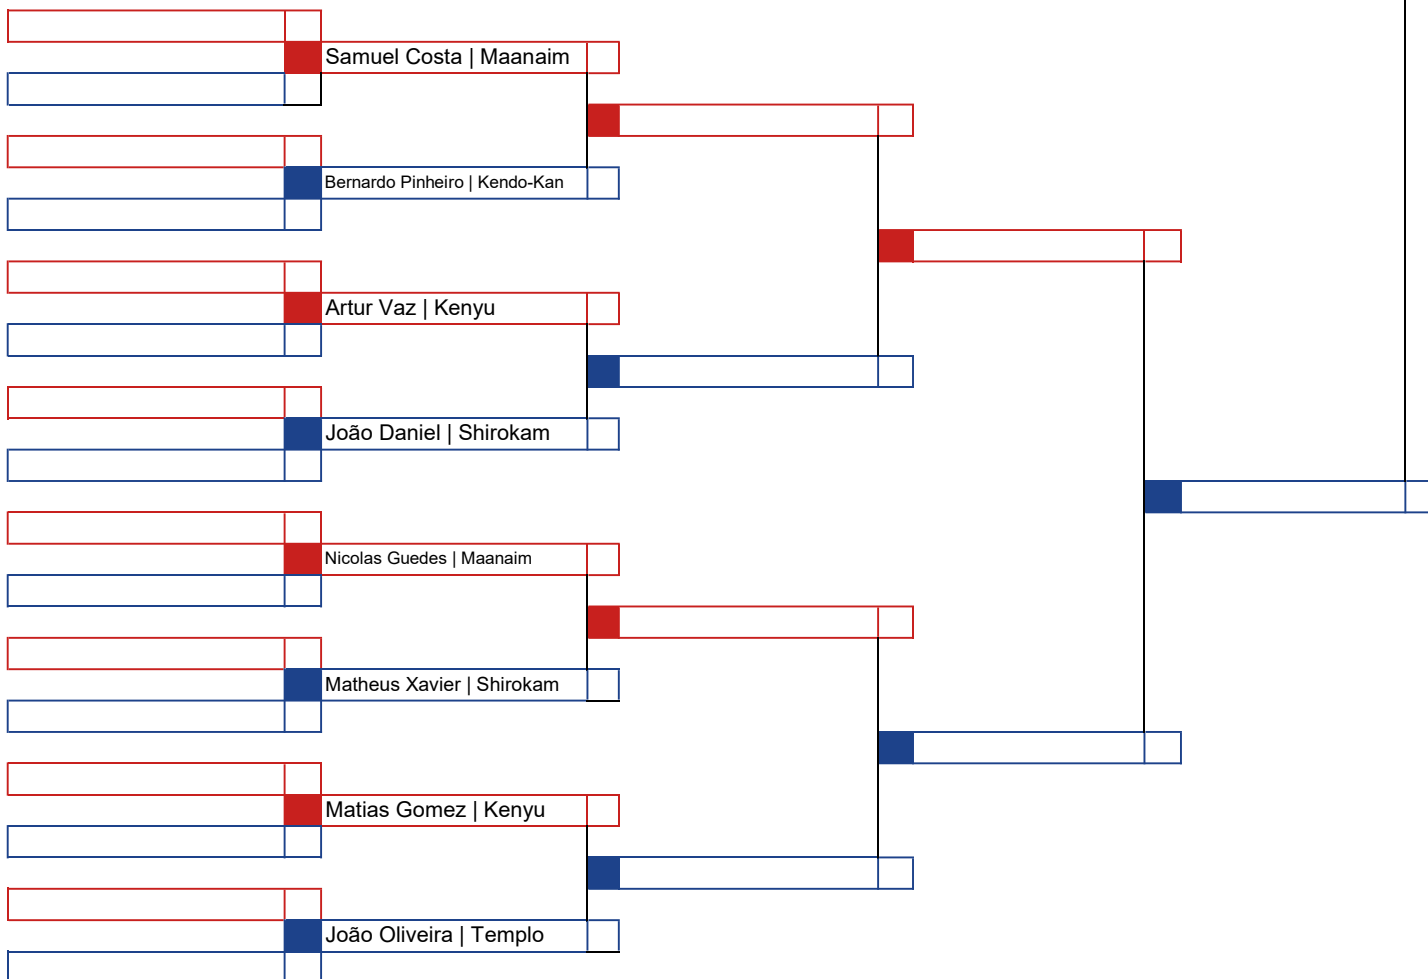 Samuel Costa | Maanaim
Bernardo Pinheiro | Kendo-Kan
Artur Vaz | Kenyu
João Daniel | Shirokam
Nicolas Guedes | Maanaim
Matheus Xavier | Shirokam
Matias Gomez | Kenyu
João Oliveira | Templo